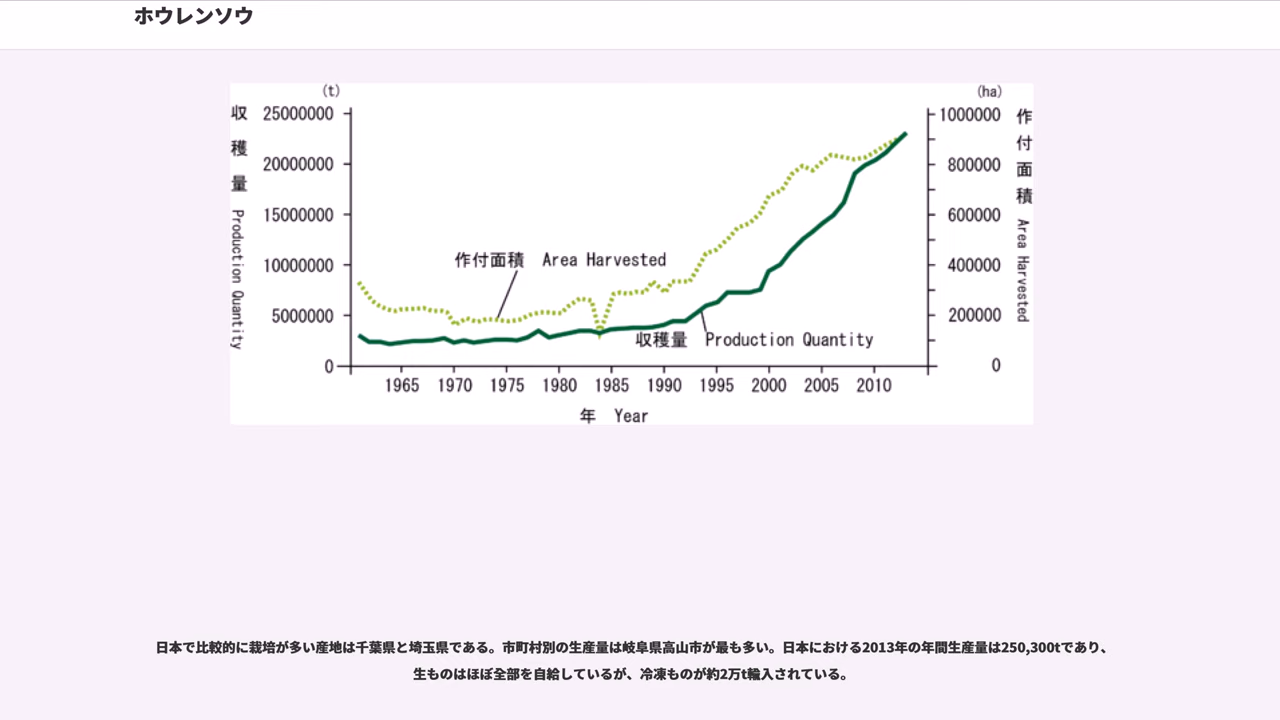 ホウレンソウ
(t)
(ha)
収穫量 Production Quantity
25000000
20000000
15000000
10000000
5000000
0
作付面積 Area Harvested
収穫量 Production Quantity
1000000
800000
600000
400000
200000
0
作付面積 Area Harvested
1965 1970 1975 1980 1985 1990 1995 2000 2005 2010
年 Year
日本で比較的に栽培が多い産地は千葉県と埼玉県である。市町村別の生産量は岐阜県高山市が最も多い。日本における2013年の年間生産量は250,300tであり、
生ものはほぼ全部を自給しているが、冷凍ものが約2万t輸入されている。